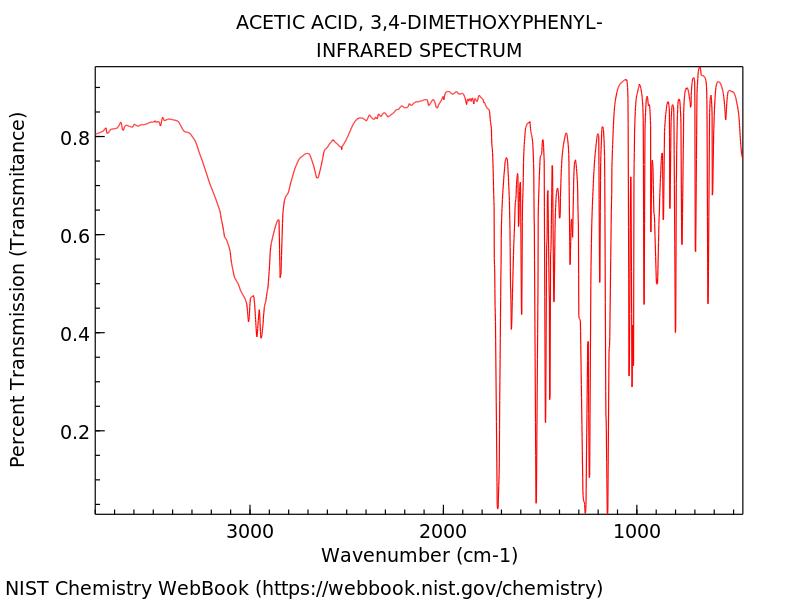 ACETIC ACID, 3,4-DIMETHOXYPHENYL-
INFRARED SPECTRUM
Percent Transmission (Transmitance)
0.8
0.6
0.4
0.2
3000 2000 1000
Wavenumber (cm-1)
NIST Chemistry WebBook (https://webbook.nist.gov/chemistry)